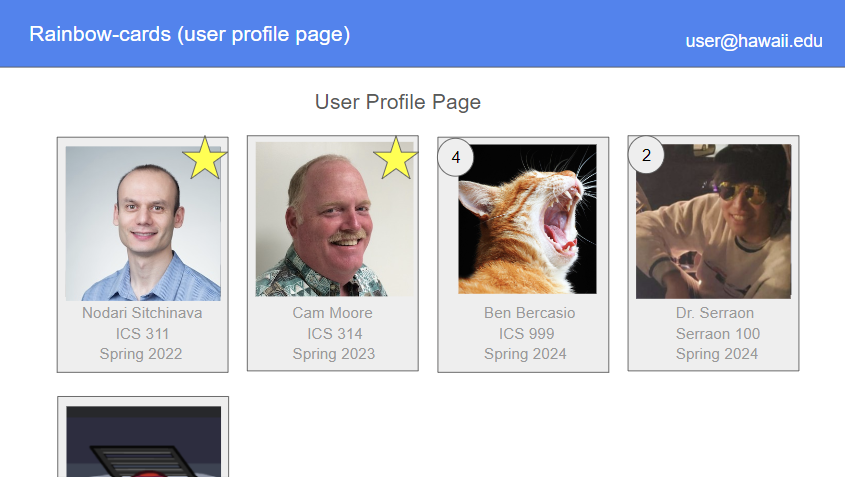 Rainbow-cards (user profile page)
user@hawaii.edu
User Profile Page
4
2
Nodari Sitchinava
ICS 311
Spring 2022
Cam Moore
ICS 314
Spring 2023
Ben Bercasio
ICS 999
Spring 2024
Dr. Serraon
Serraon 100
Spring 2024